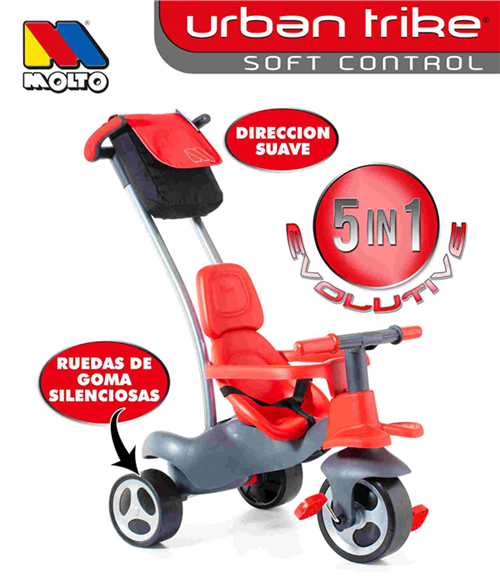 MOLTO
urban trike®
SOFT CONTROL
DIRECCION
SUAVE
5 IN 1
EVOLUTIVE
RUEDAS DE
GOMA
SILENCIOSAS